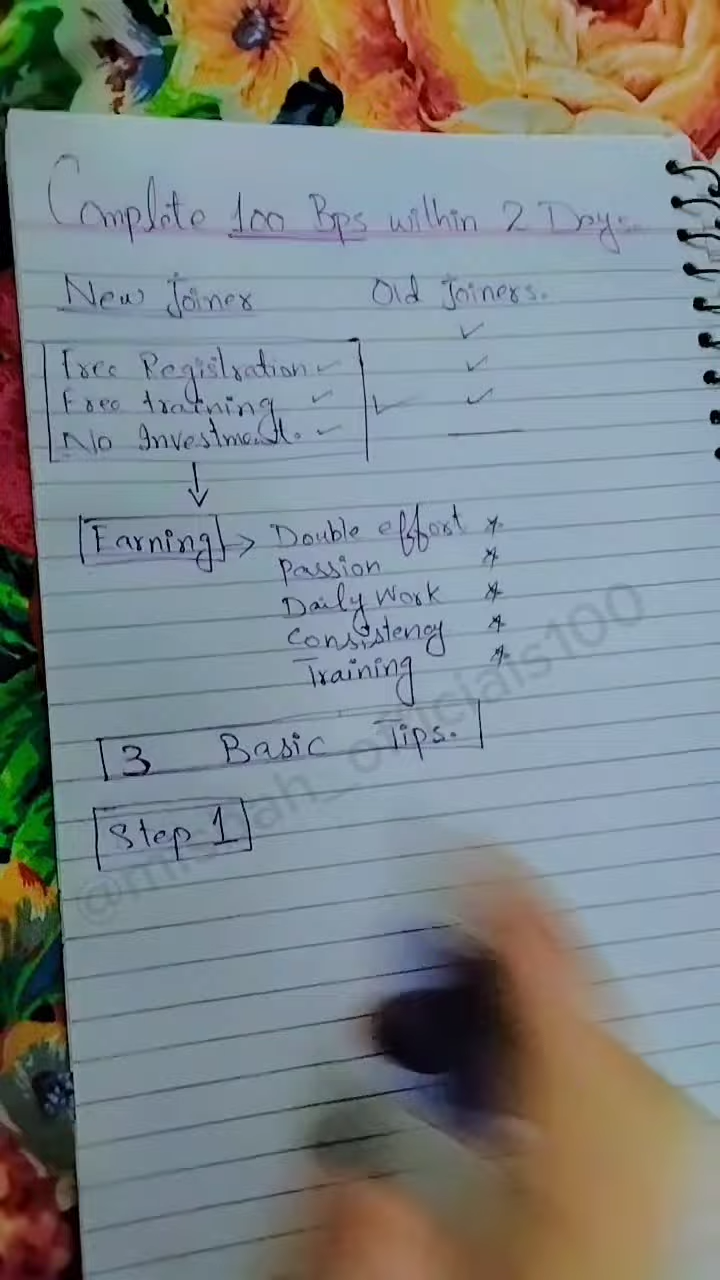 Complete 100 Bps within 2 Days.
New Joiner Old Joiners.
Free Registration
Free training
No Investment.
Earning → Double effort
Passion
Daily Work
Consistency
Training
3 Basic Tips.
Step 1